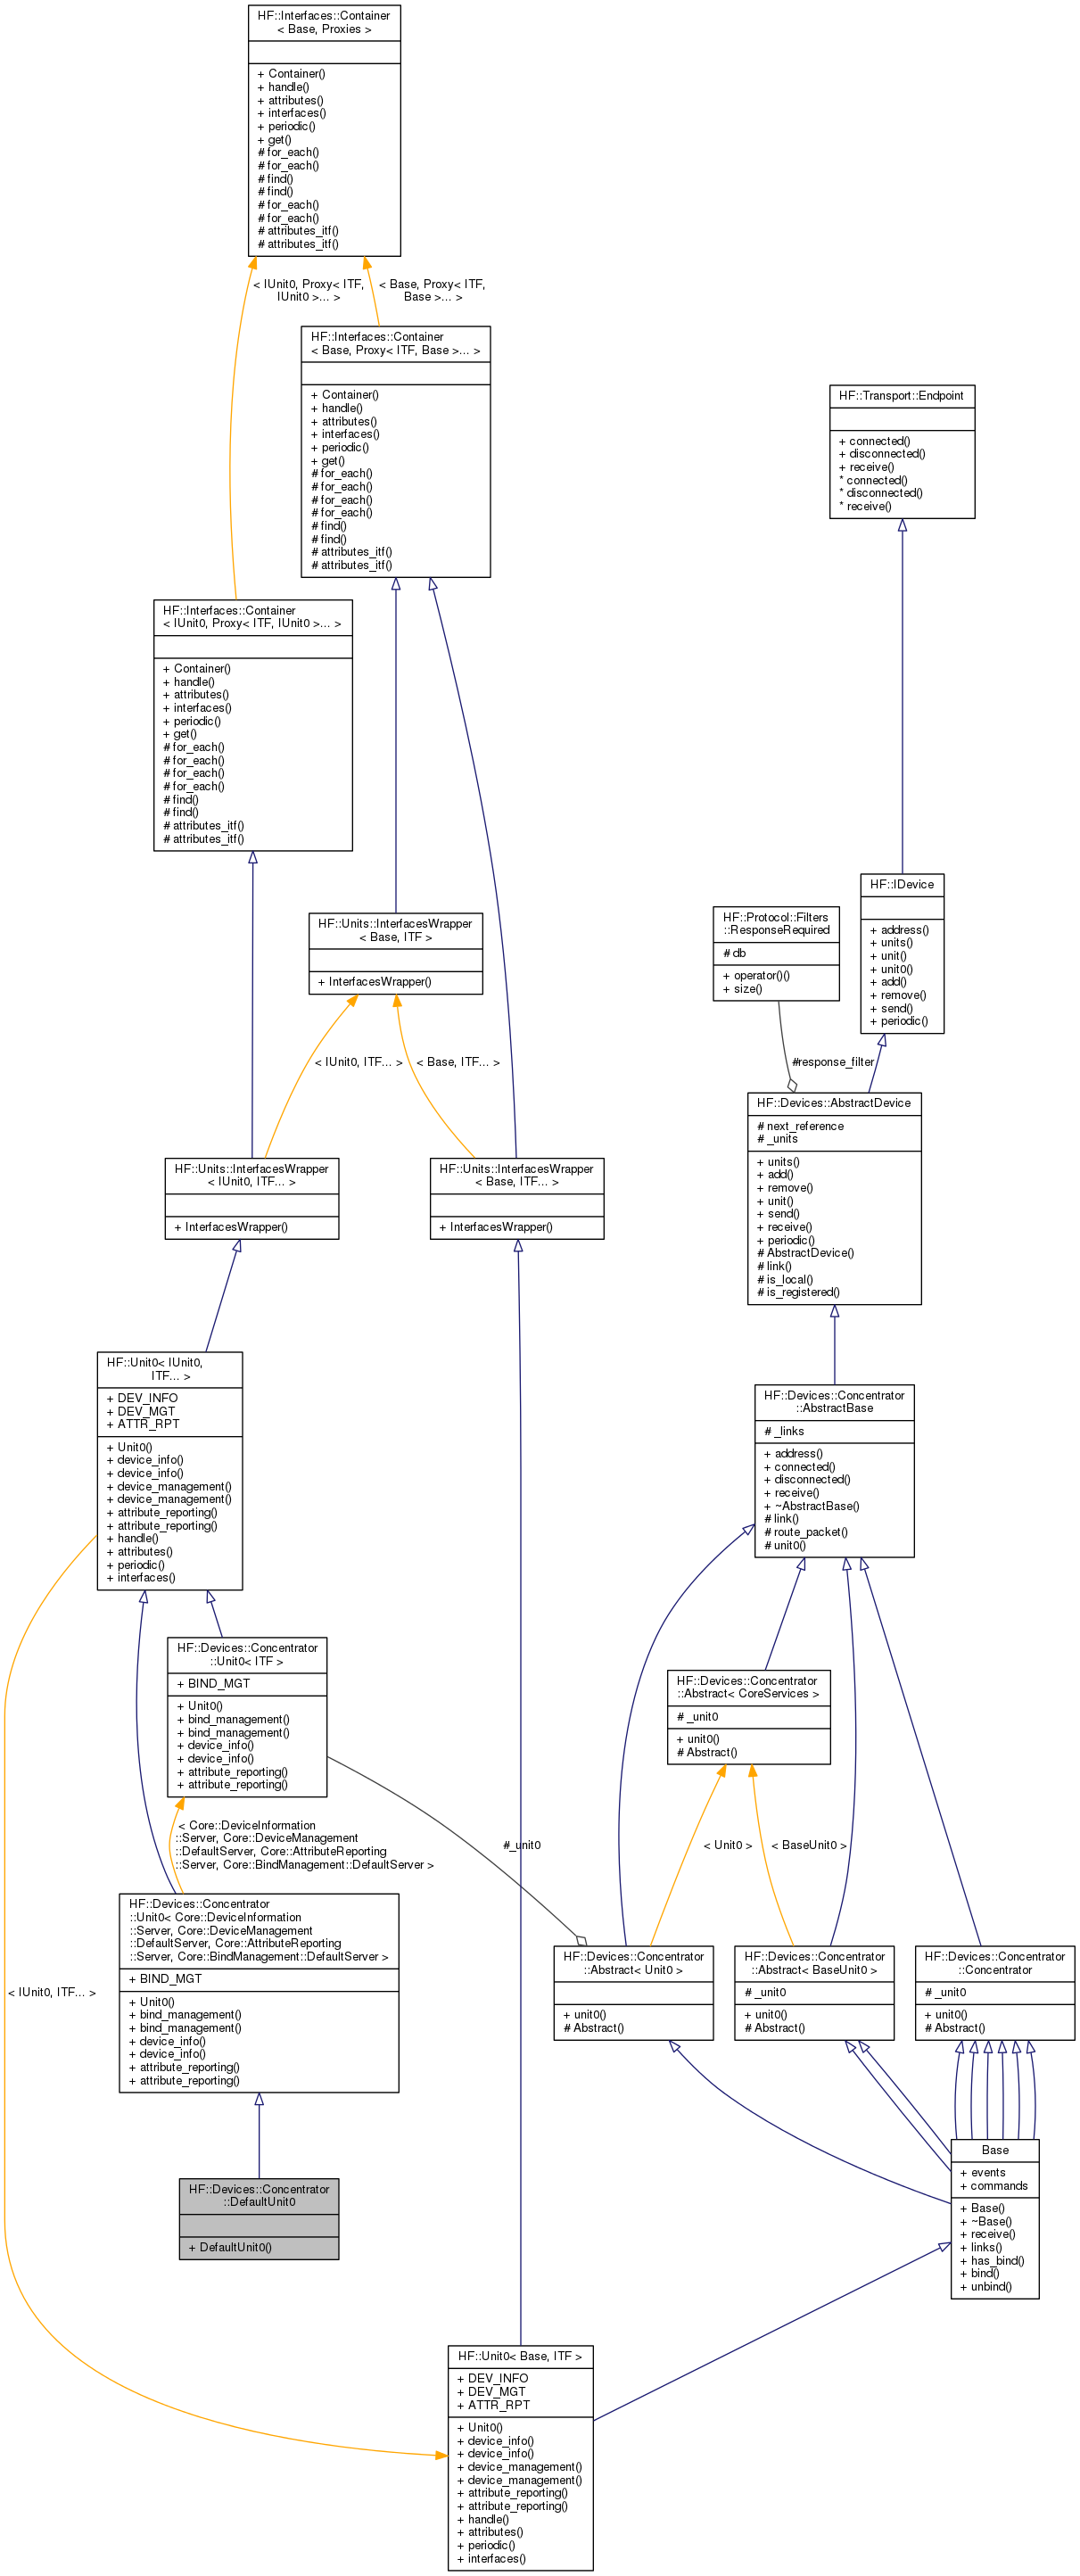 HF::Interfaces::Container
< Base, Proxies >
+ Container()
+ handle()
+ attributes()
+ interfaces()
+ periodic()
+ get()
# for_each()
# for_each()
# find()
# find()
# for_each()
# for_each()
# attributes_itf()
# attributes_itf()
< IUnit0, Proxy< ITF,
IUnit0 >... >
< Base, Proxy< ITF,
Base >... >
HF::Interfaces::Container
< Base, Proxy< ITF, Base >... >
+ Container()
+ handle()
+ attributes()
+ interfaces()
+ periodic()
+ get()
# for_each()
# for_each()
# for_each()
# for_each()
# find()
# find()
# attributes_itf()
# attributes_itf()
HF::Transport::Endpoint
+ connected()
+ disconnected()
+ receive()
* connected()
* disconnected()
* receive()
HF::Interfaces::Container
< IUnit0, Proxy< ITF, IUnit0 >... >
+ Container()
+ handle()
+ attributes()
+ interfaces()
+ periodic()
+ get()
# for_each()
# for_each()
# for_each()
# for_each()
# find()
# find()
# attributes_itf()
# attributes_itf()
HF::IDevice
+ address()
+ units()
+ unit()
+ unit0()
+ add()
+ remove()
+ send()
+ periodic()
HF::Protocol::Filters
::ResponseRequired
# db
+ operator()()
+ size()
HF::Units::InterfacesWrapper
< Base, ITF >
+ InterfacesWrapper()
< IUnit0, ITF... >
< Base, ITF... >
#response_filter
HF::Devices::AbstractDevice
# next_reference
# _units
+ units()
+ add()
+ remove()
+ unit()
+ send()
+ receive()
+ periodic()
# AbstractDevice()
# link()
# is_local()
# is_registered()
HF::Units::InterfacesWrapper
< IUnit0, ITF... >
+ InterfacesWrapper()
HF::Units::InterfacesWrapper
< Base, ITF... >
+ InterfacesWrapper()
HF::Unit0< IUnit0,
ITF... >
+ DEV_INFO
+ DEV_MGT
+ ATTR_RPT
+ Unit0()
+ device_info()
+ device_info()
+ device_management()
+ device_management()
+ attribute_reporting()
+ attribute_reporting()
+ handle()
+ attributes()
+ periodic()
+ interfaces()
HF::Devices::Concentrator
::AbstractBase
# _links
+ address()
+ connected()
+ disconnected()
+ receive()
+ ~AbstractBase()
# link()
# route_packet()
# unit0()
HF::Devices::Concentrator
::Unit0< ITF >
+ BIND_MGT
+ Unit0()
+ bind_management()
+ bind_management()
+ device_info()
+ device_info()
+ attribute_reporting()
+ attribute_reporting()
HF::Devices::Concentrator
::Abstract< CoreServices >
# _unit0
+ unit0()
# Abstract()
< Core::DeviceInformation
::Server, Core::DeviceManagement
::DefaultServer, Core::AttributeReporting
::Server, Core::BindManagement::DefaultServer >
#_unit0
< Unit0 >
< BaseUnit0 >
HF::Devices::Concentrator
::Unit0< Core::DeviceInformation
::Server, Core::DeviceManagement
::DefaultServer, Core::AttributeReporting
::Server, Core::BindManagement::DefaultServer >
+ BIND_MGT
+ Unit0()
+ bind_management()
+ bind_management()
+ device_info()
+ device_info()
+ attribute_reporting()
+ attribute_reporting()
< IUnit0, ITF... >
HF::Devices::Concentrator
::Abstract< Unit0 >
+ unit0()
# Abstract()
HF::Devices::Concentrator
::Abstract< BaseUnit0 >
# _unit0
+ unit0()
# Abstract()
HF::Devices::Concentrator
::Concentrator
# _unit0
+ unit0()
# Abstract()
Base
+ events
+ commands
+ Base()
+ ~Base()
+ receive()
+ links()
+ has_bind()
+ bind()
+ unbind()
HF::Devices::Concentrator
::DefaultUnit0
+ DefaultUnit0()
HF::Unit0< Base, ITF >
+ DEV_INFO
+ DEV_MGT
+ ATTR_RPT
+ Unit0()
+ device_info()
+ device_info()
+ device_management()
+ device_management()
+ attribute_reporting()
+ attribute_reporting()
+ handle()
+ attributes()
+ periodic()
+ interfaces()